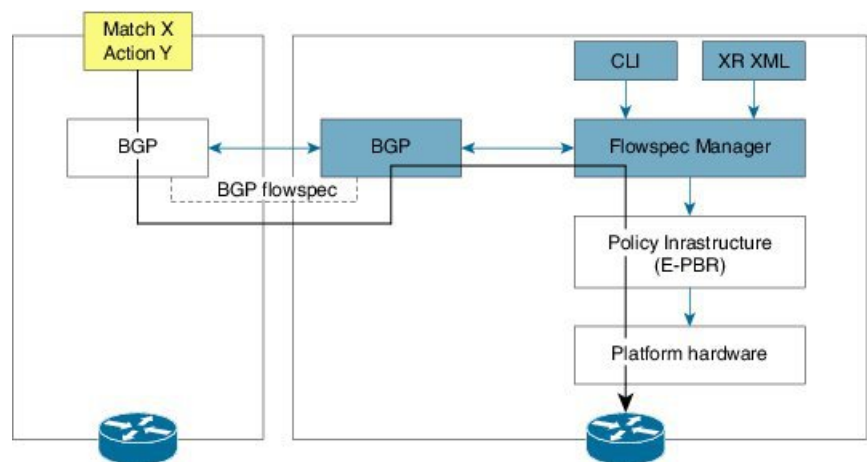 Match X
Action Y
CLI
XR XML
BGP
BGP
Flowspec Manager
BGP flowspec
Policy Inrastructure
(E-PBR)
Platform hardware